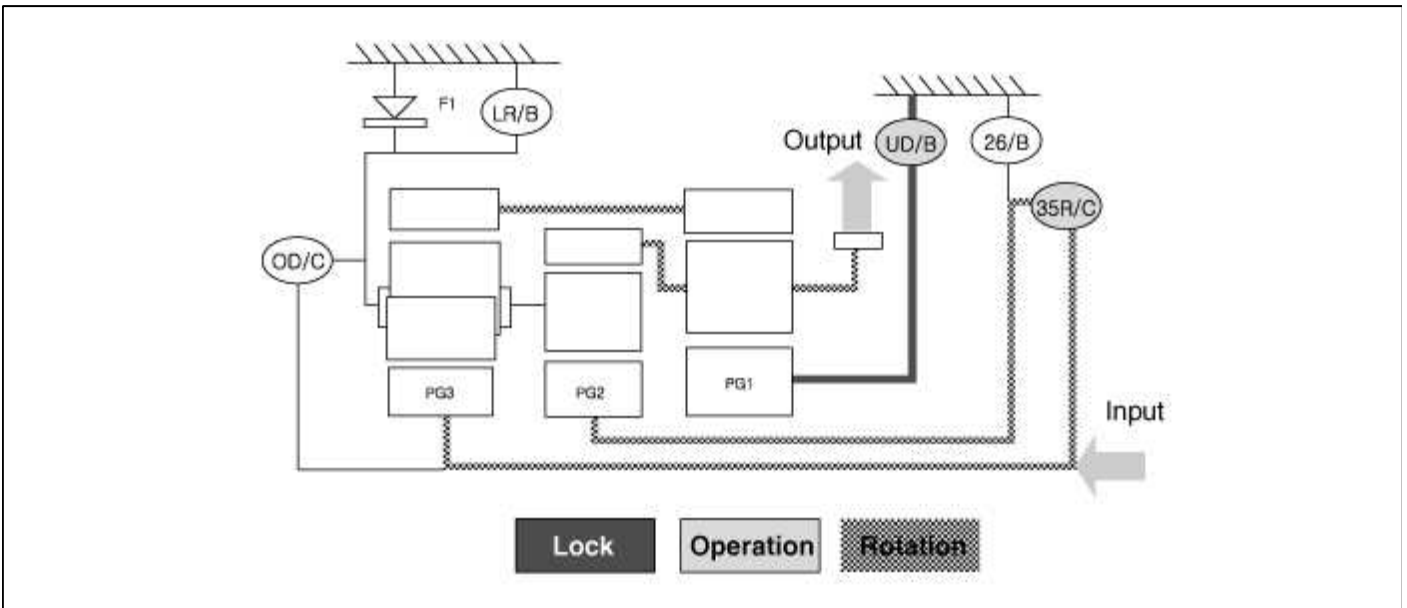 F1
LR/B
Output
UD/B
26/B
35R/C
OD/C
PG3
PG2
PG1
Input
Lock
Operation
Rotation